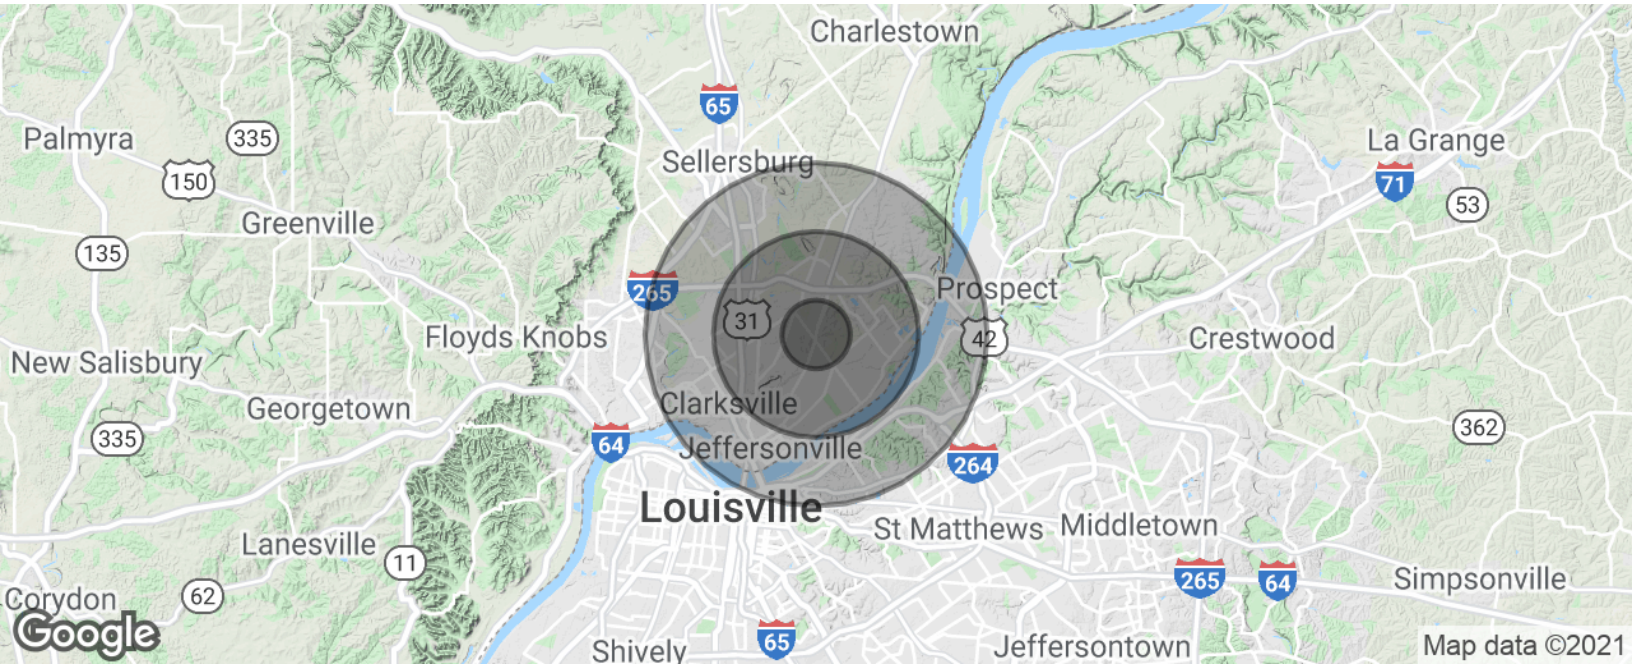 Charlestown
65
Palmyra
335
La Grange
Sellersburg
150
71
53
Greenville
135
265
Prospect
31
42
Floyds Knobs
Crestwood
New Salisbury
Georgetown
Clarksville
335
64
Jeffersonville
362
264
Louisville
St Matthews
Middletown
Lanesville
11
265
64
Simpsonville
Corydon
62
Google
65
Shively
Jeffersontown
Map data ©2021